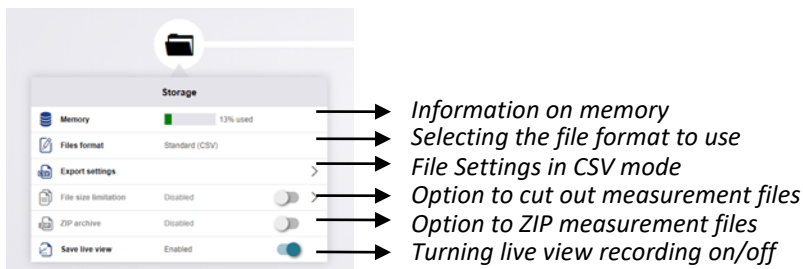 Storage
Memory 13% used Information on memory
Files format Standard (CSV) Selecting the file format to use
Export settings File Settings in CSV mode
File size limitation Disabled Option to cut out measurement files
ZIP archive Disabled Option to ZIP measurement files
Save live view Enabled Turning live view recording on/off